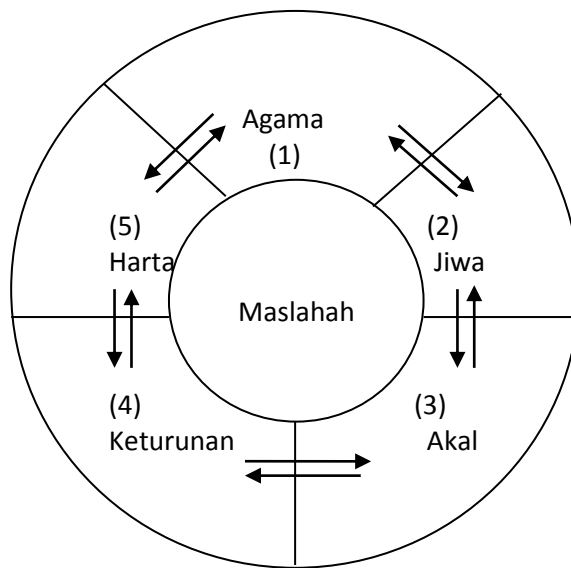 Agama
(1)
(5)
Harta
(2)
Jiwa
Maslahah
(4)
Keturunan
(3)
Akal